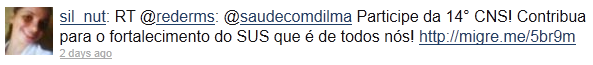 sil_nut: RT @rederms: @saudecomdilma Participe da 14° CNS! Contribua
para o fortalecimento do SUS que é de todos nós! http://migre.me/5br9m
2 days ago